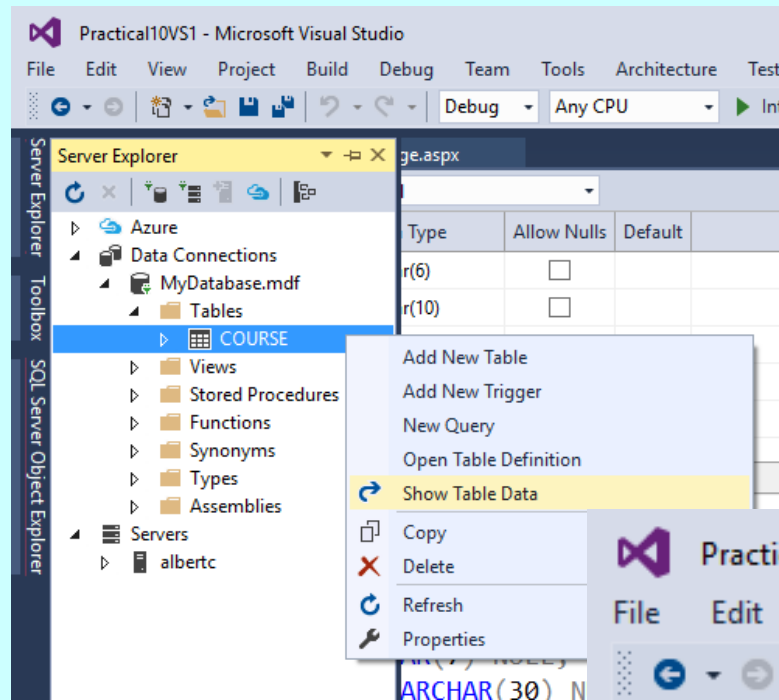 Practical10VS1 - Microsoft Visual Studio
File Edit View Project Build Debug Team Tools Architecture Test
Debug Any CPU
Server Explorer
Toolbox
SQL Server Object Explorer
Server Explorer
ge.aspx
Azure
Data Connections
MyDatabase.mdf
Tables
COURSE
Views
Stored Procedures
Functions
Synonyms
Types
Assemblies
Servers
albertc
Type Allow Nulls Default
r(6)
r(10)
Add New Table
Add New Trigger
New Query
Open Table Definition
Show Table Data
Copy
Delete
Refresh
Properties
ARCHAR(30) N
Practi
File Edit